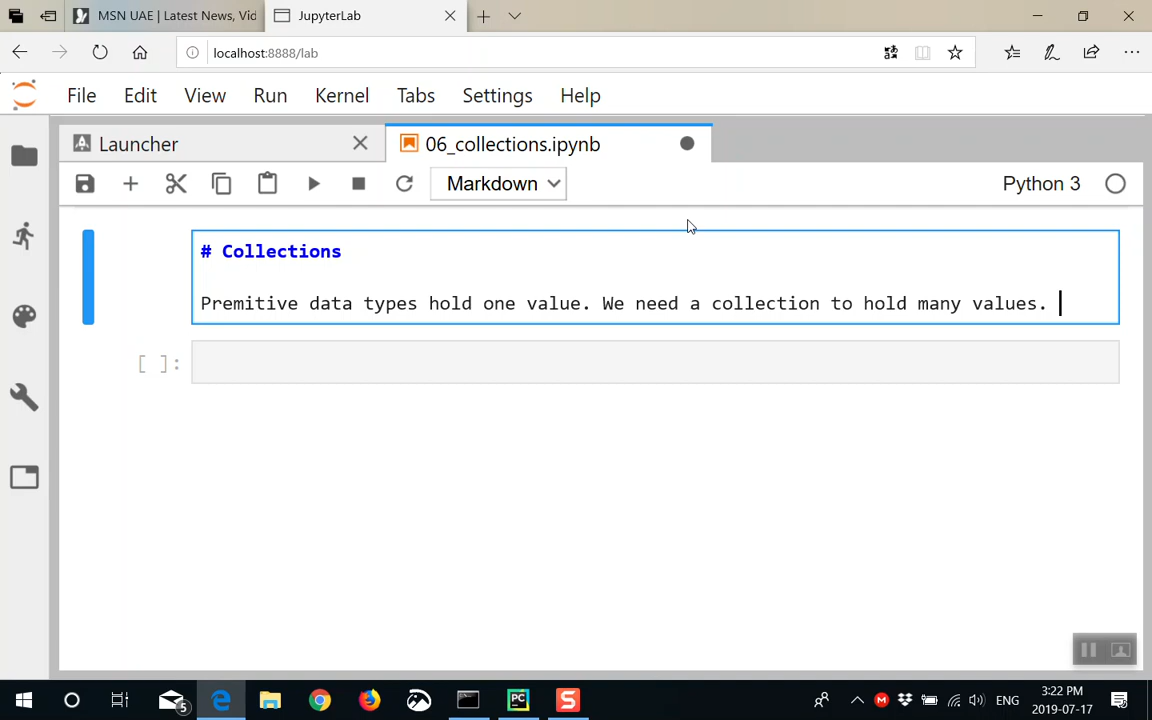 MSN UAE | Latest News, Vid
JupyterLab
localhost:8888/lab
File Edit View Run Kernel Tabs Settings Help
Launcher
06_collections.ipynb
Markdown
Python 3
# Collections
Premitive data types hold one value. We need a collection to hold many values.
[ ]:
5
PC
S
M
ENG
3:22 PM
2019-07-17